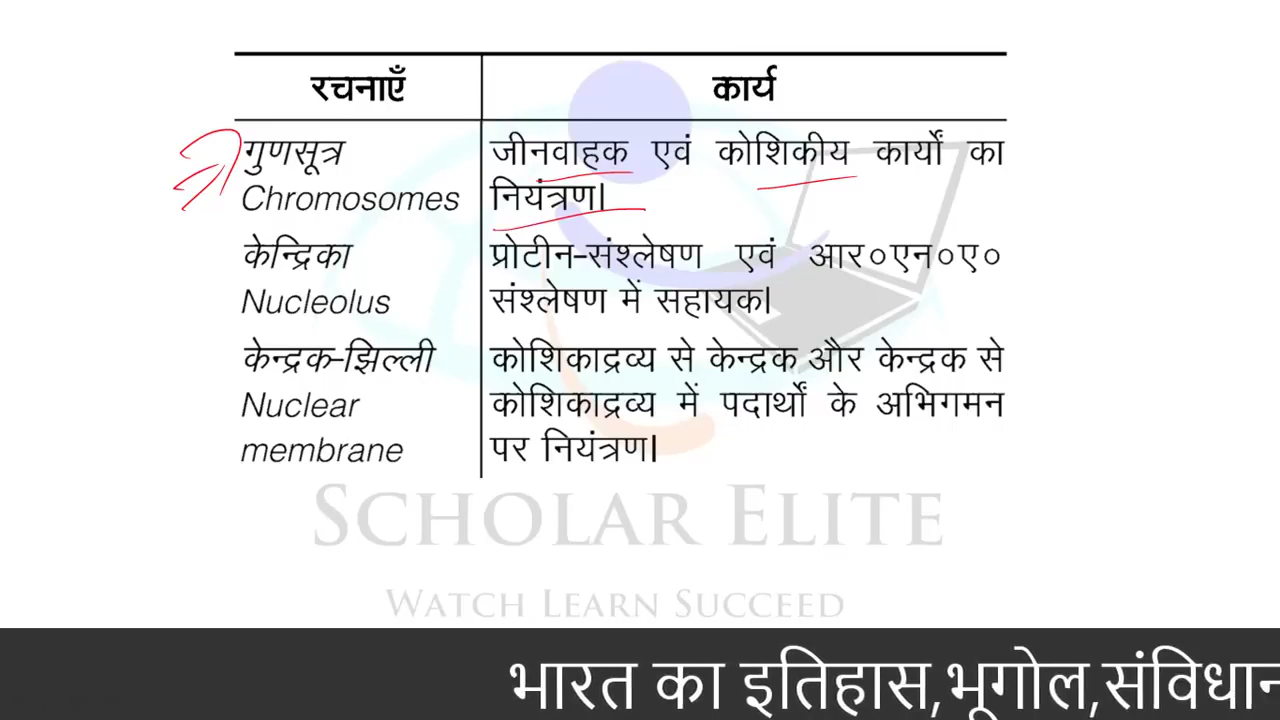 रचनाएँ कार्य
गुणसूत्र जीनवाहक एवं कोशिकीय कार्यों का
Chromosomes नियंत्रण।
केन्द्रिका प्रोटीन-संश्लेषण एवं आर०एन०ए०
Nucleolus संश्लेषण में सहायक।
केन्द्रक-झिल्ली कोशिकाद्रव्य से केन्द्रक और केन्द्रक से
Nuclear कोशिकाद्रव्य में पदार्थों के अभिगमन
membrane पर नियंत्रण।
SCHOLAR ELITE
WATCH LEARN SUCCEED
भारत का इतिहास,भूगोल,संविधान